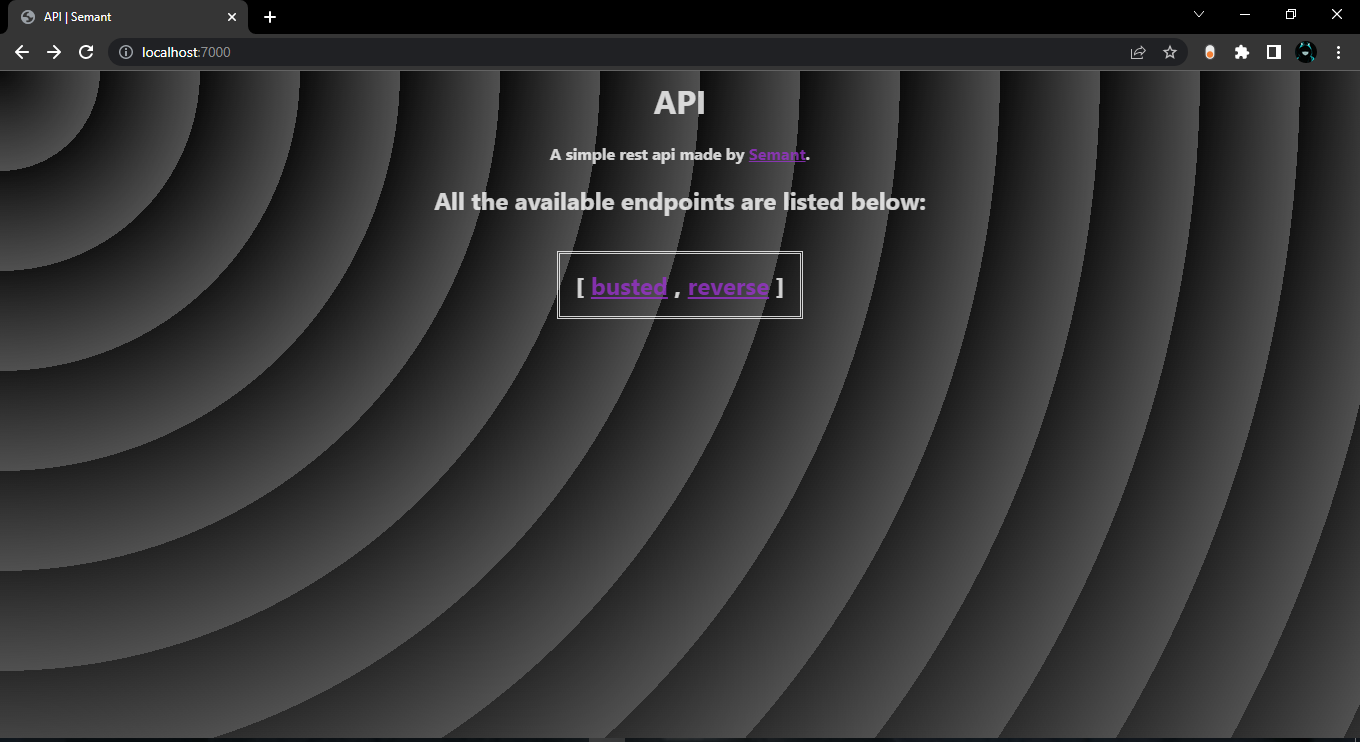 API | Semant
localhost:7000
API
A simple rest api made by Semant.
All the available endpoints are listed below:
[ busted , reverse ]